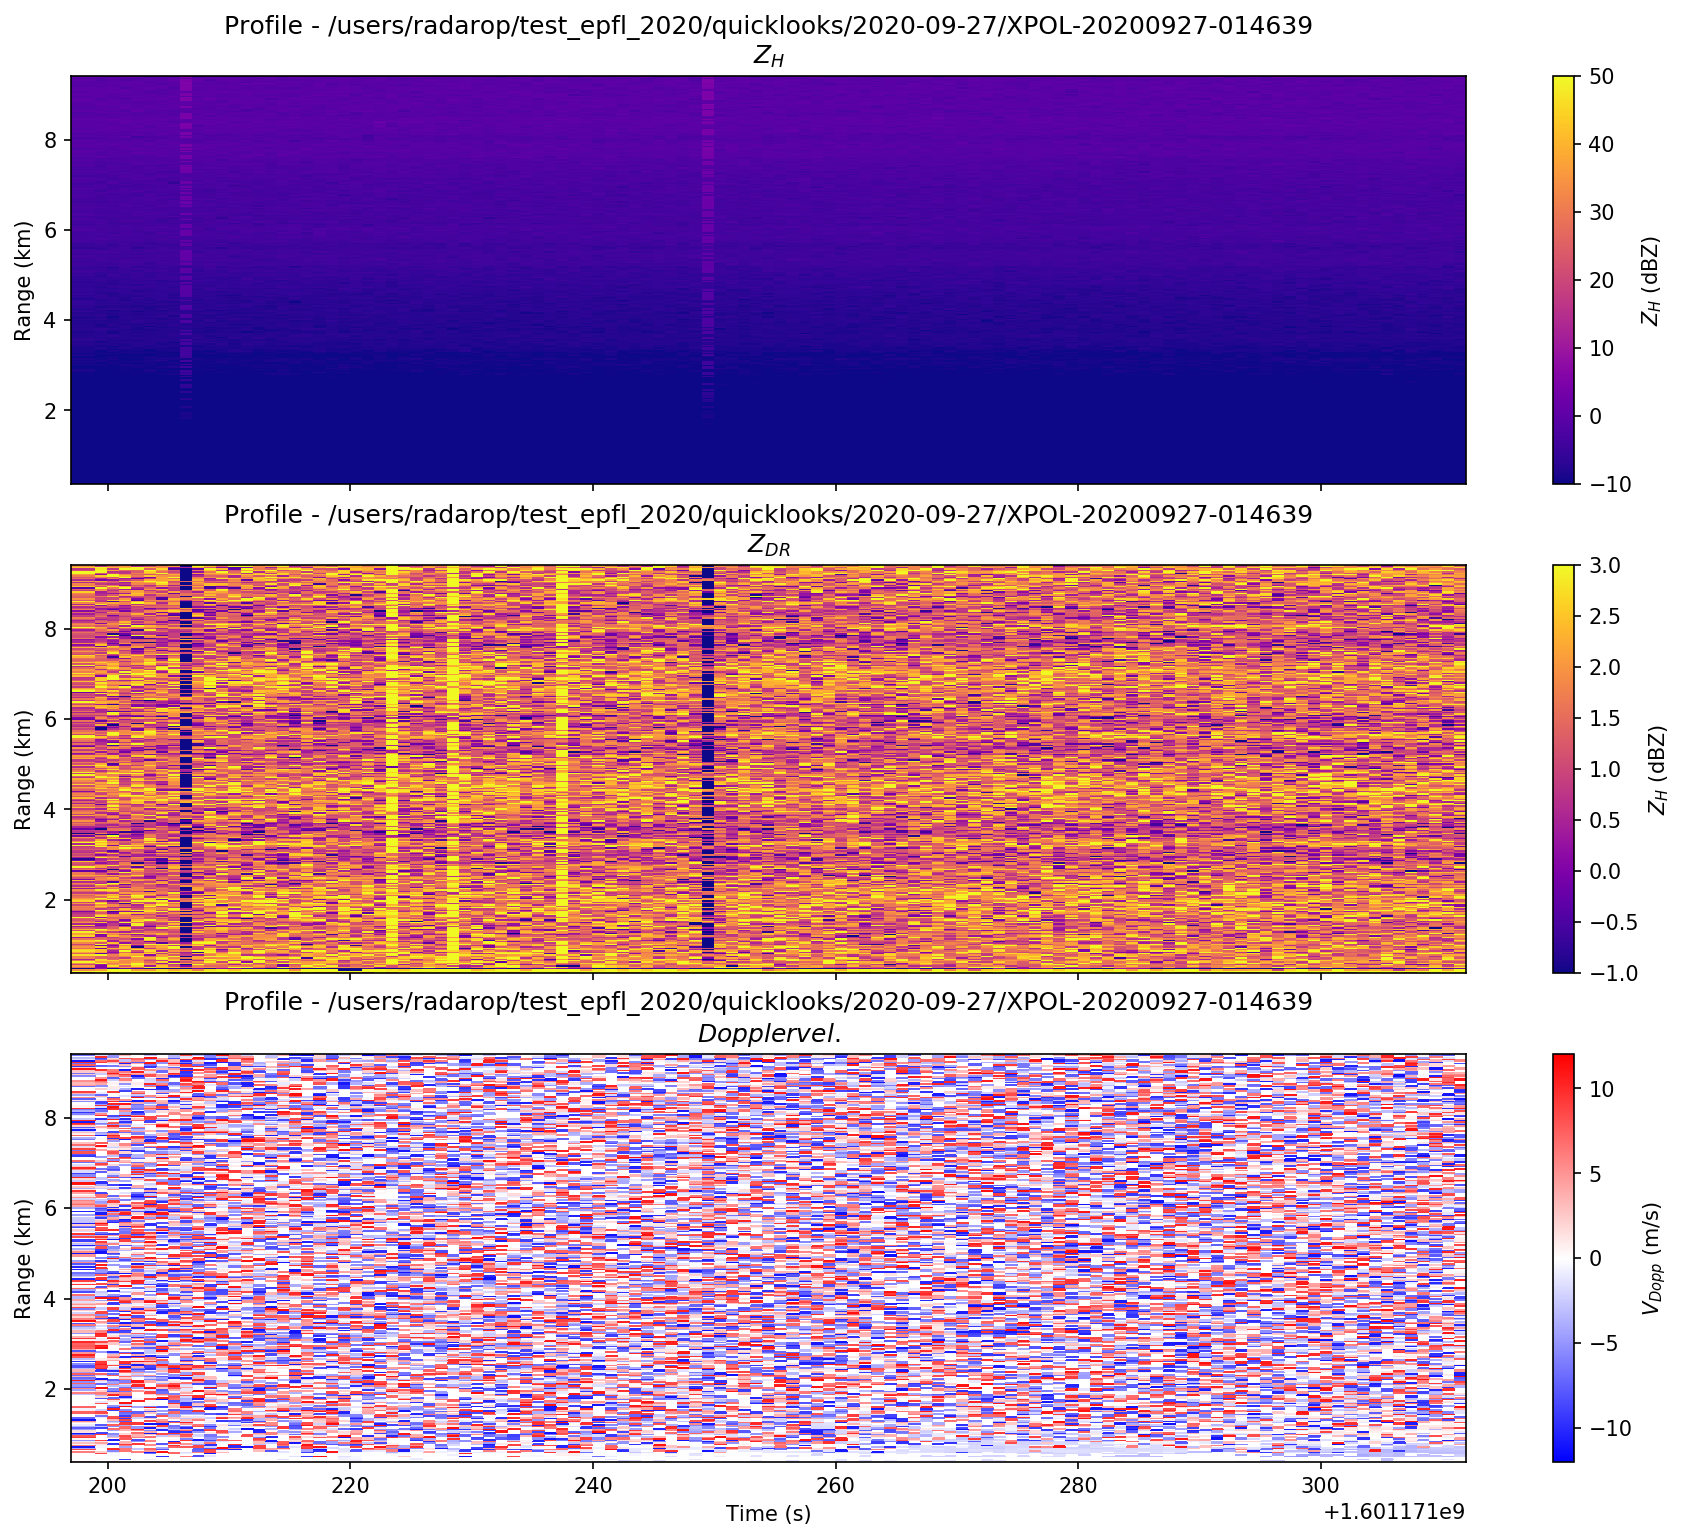 Profile - /users/radarop/test_epfl_2020/quicklooks/2020-09-27/XPOL-20200927-014639
Z_H
8
6
4
2
Range (km)
50
40
30
20
10
0
−10
Z_H (dBZ)
Profile - /users/radarop/test_epfl_2020/quicklooks/2020-09-27/XPOL-20200927-014639
Z_DR
8
6
4
2
Range (km)
3.0
2.5
2.0
1.5
1.0
0.5
0.0
−0.5
−1.0
Z_H (dBZ)
Profile - /users/radarop/test_epfl_2020/quicklooks/2020-09-27/XPOL-20200927-014639
Dopplervel.
8
6
4
2
Range (km)
10
5
0
−5
−10
V_Dopp (m/s)
200 220 240 260 280 300
Time (s)
+1.601171e9